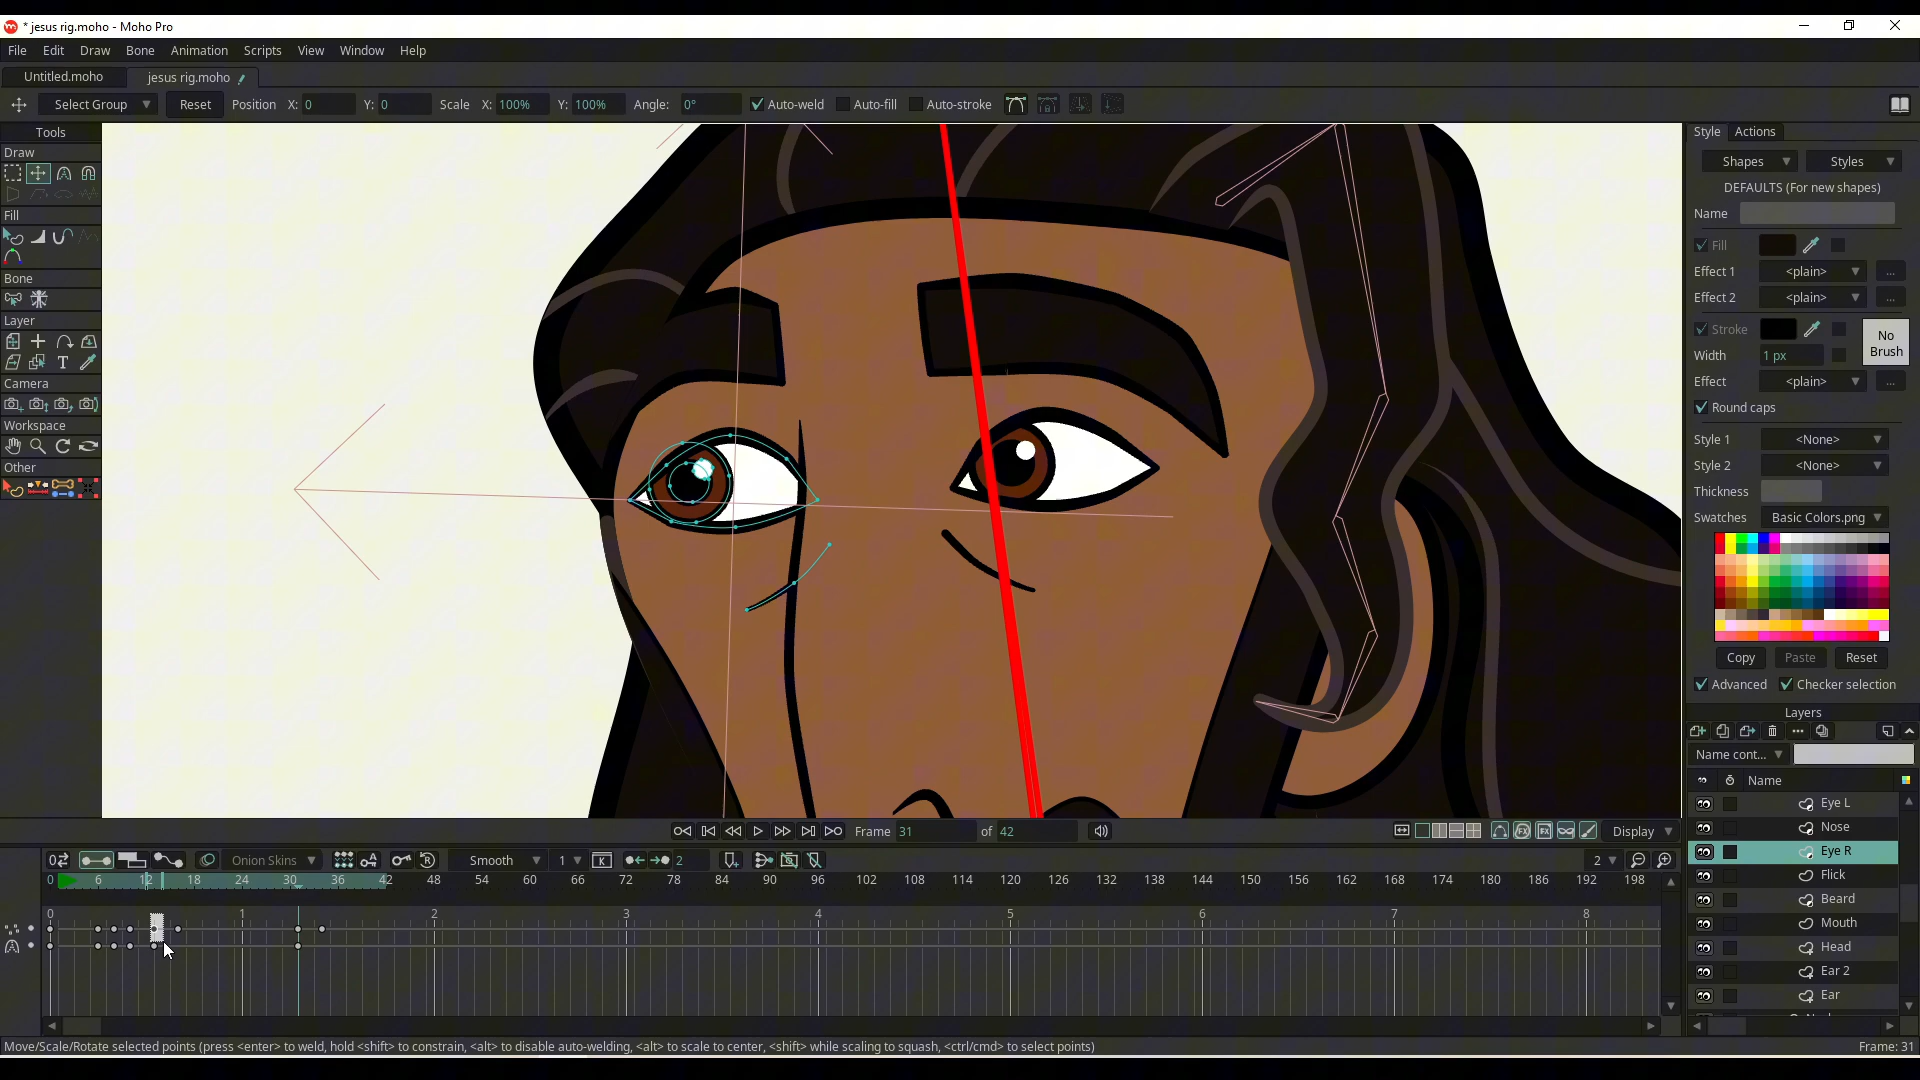 * jesus rig.moho - Moho Pro
File Edit Draw Bone Animation Scripts View Window Help
Untitled.moho jesus rig.moho
Select Group Reset Position X: 0 Y: 0 Scale X: 100% Y: 100% Angle: 0° Auto-weld Auto-fill Auto-stroke
Tools
Draw
Fill
Bone
Layer
Camera
Workspace
Other
Style Actions
Shapes Styles
DEFAULTS (For new shapes)
Name
Fill
Effect 1 <plain> ...
Effect 2 <plain> ...
Stroke
No Brush
Width 1 px
Effect <plain> ...
Round caps
Style 1 <None>
Style 2 <None>
Thickness
Swatches Basic Colors.png
Copy Paste Reset
Advanced Checker selection
Layers
Name cont...
Name
Eye L
Nose
Eye R
Flick
Beard
Mouth
Head
Ear 2
Ear
Frame 31 of 42 Display
Onion Skins Smooth 1 2 2
0 6 12 18 24 30 36 42 48 54 60 66 72 78 84 90 96 102 108 114 120 126 132 138 144 150 156 162 168 174 180 186 192 198
0 1 2 3 4 5 6 7 8
Move/Scale/Rotate selected points (press <enter> to weld, hold <shift> to constrain, <alt> to disable auto-welding, <alt> to scale to center, <shift> while scaling to squash, <ctrl/cmd> to select points) Frame: 31